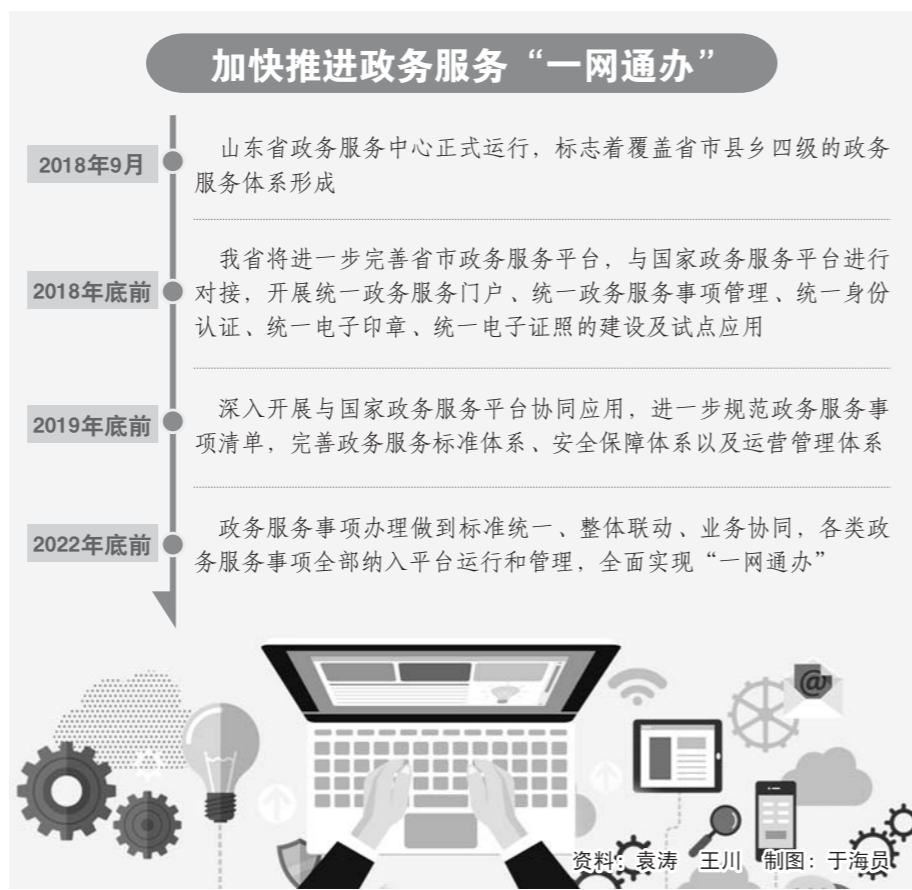 加快推进政务服务“一网通办”
2018年9月
山东省政务服务中心正式运行，标志着覆盖省市县乡四级的政务
服务体系形成
2018年底前
我省将进一步完善省市政务服务平台，与国家政务服务平台进行
对接，开展统一政务服务门户、统一政务服务事项管理、统一身份
认证、统一电子印章、统一电子证照的建设及试点应用
2019年底前
深入开展与国家政务服务平台协同应用，进一步规范政务服务事
项清单，完善政务服务标准体系、安全保障体系以及运营管理体系
2022年底前
政务服务事项办理做到标准统一、整体联动、业务协同，各类政
务服务事项全部纳入平台运行和管理，全面实现“一网通办”
@
资料：袁涛　王川　制图：于海员